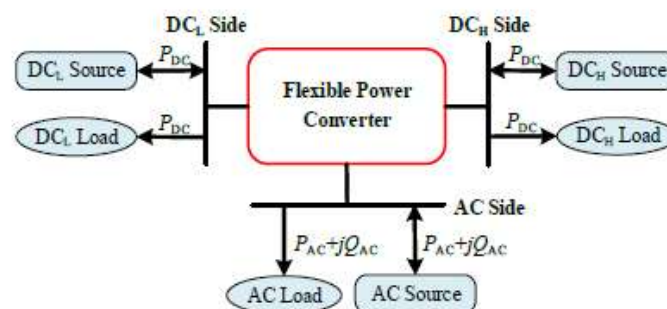 DCL Side
DCH Side
PDC
PDC
DCL Source
DCH Source
Flexible Power
Converter
PDC
PDC
DCL Load
DCH Load
AC Side
PAC+jQAC
PAC+jQAC
AC Load
AC Source